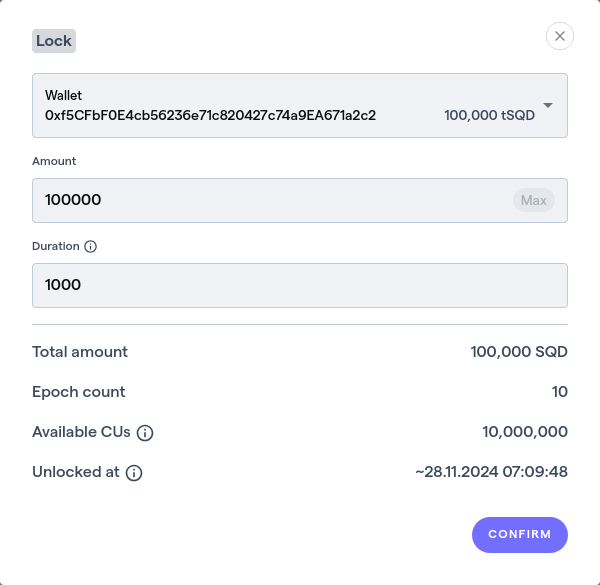 Lock
Wallet
0xf5CFbF0E4cb56236e71c820427c74a9EA671a2c2 100,000 tSQD
Amount
100000 Max
Duration
1000
Total amount 100,000 SQD
Epoch count 10
Available CUs 10,000,000
Unlocked at ~28.11.2024 07:09:48
CONFIRM